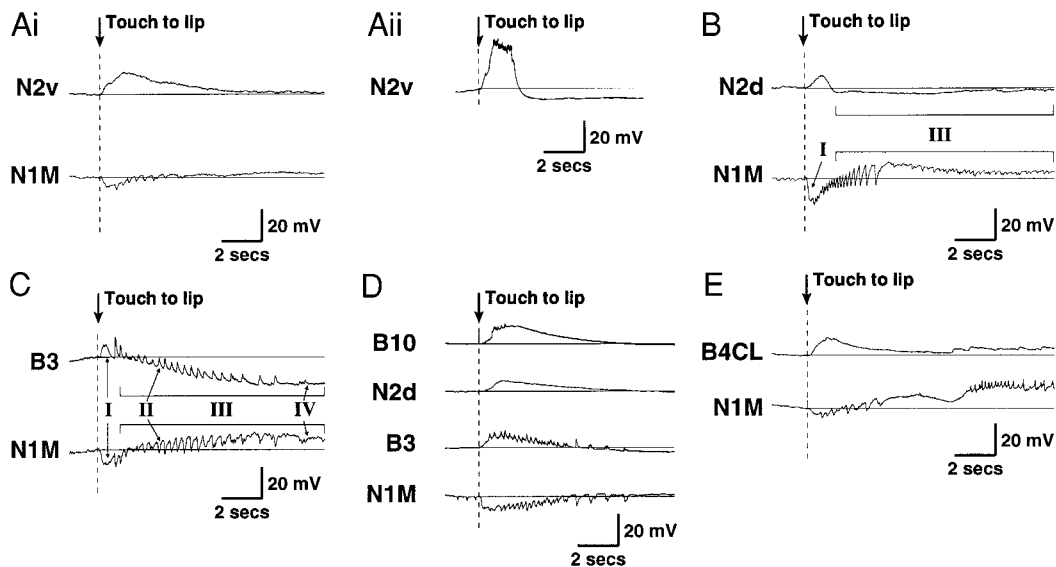 Ai
Touch to lip
N2v
N1M
20 mV
2 secs
Aii
Touch to lip
N2v
20 mV
2 secs
B
Touch to lip
N2d
III
I
N1M
20 mV
2 secs
C
Touch to lip
B3
I II III IV
N1M
20 mV
2 secs
D
Touch to lip
B10
N2d
B3
N1M
20 mV
2 secs
E
Touch to lip
B4CL
N1M
20 mV
2 secs